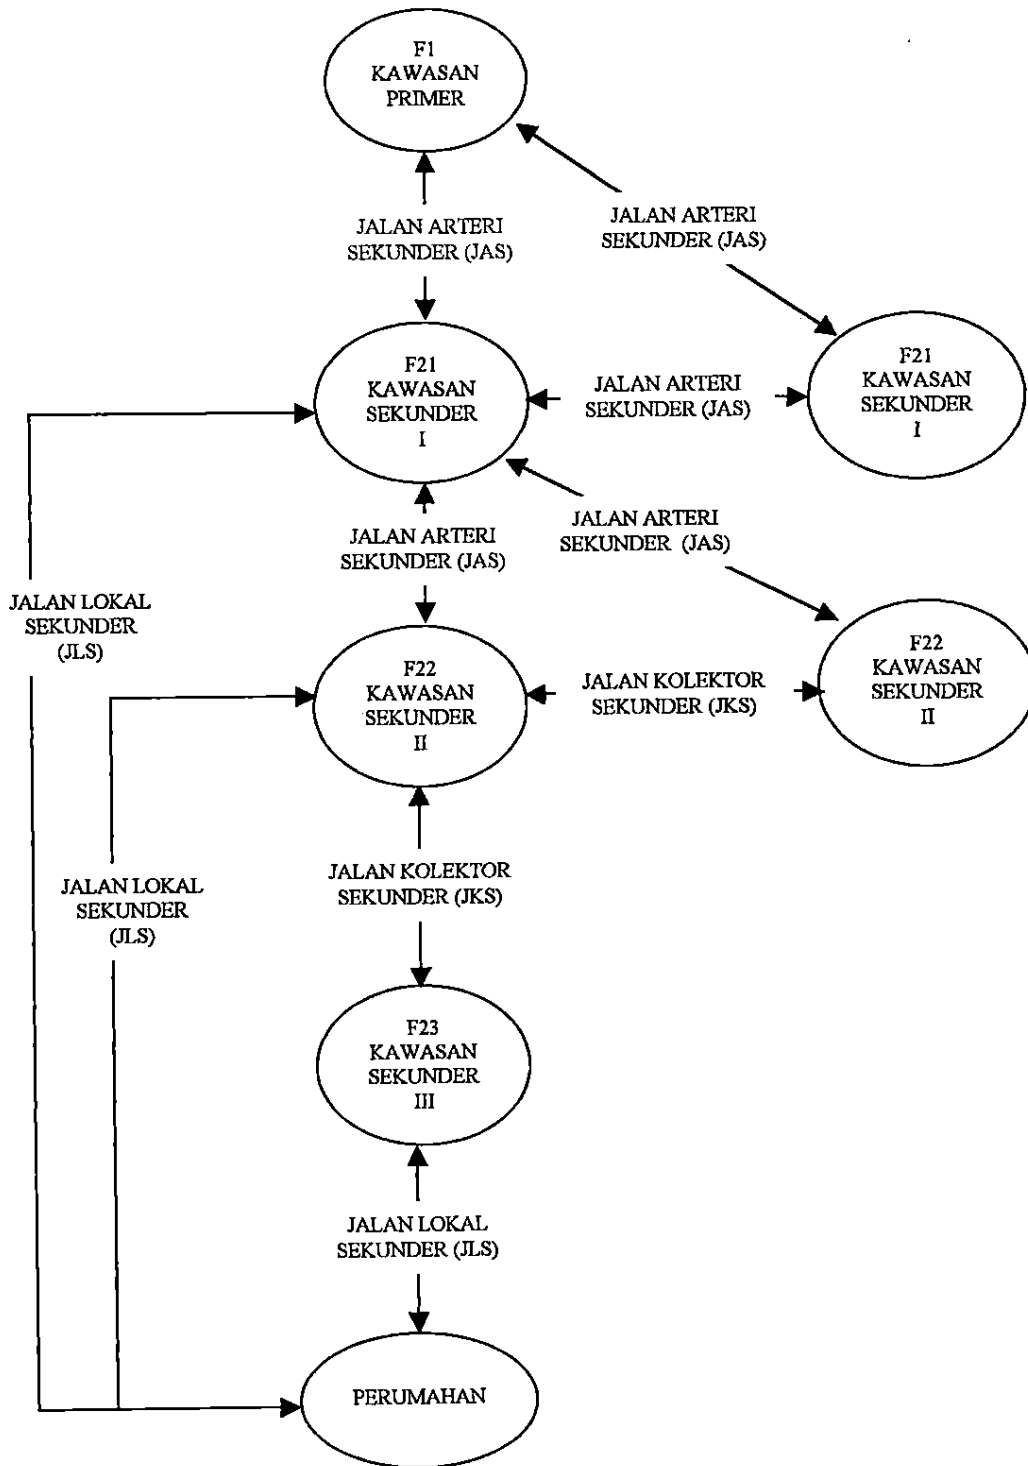 F1
KAWASAN
PRIMER
JALAN ARTERI
SEKUNDER (JAS)
JALAN ARTERI
SEKUNDER (JAS)
F21
KAWASAN
SEKUNDER
I
JALAN ARTERI
SEKUNDER (JAS)
F21
KAWASAN
SEKUNDER
I
JALAN ARTERI
SEKUNDER (JAS)
JALAN ARTERI
SEKUNDER (JAS)
JALAN LOKAL
SEKUNDER
(JLS)
F22
KAWASAN
SEKUNDER
II
JALAN KOLEKTOR
SEKUNDER (JKS)
F22
KAWASAN
SEKUNDER
II
JALAN LOKAL
SEKUNDER
(JLS)
JALAN KOLEKTOR
SEKUNDER (JKS)
F23
KAWASAN
SEKUNDER
III
JALAN LOKAL
SEKUNDER (JLS)
PERUMAHAN